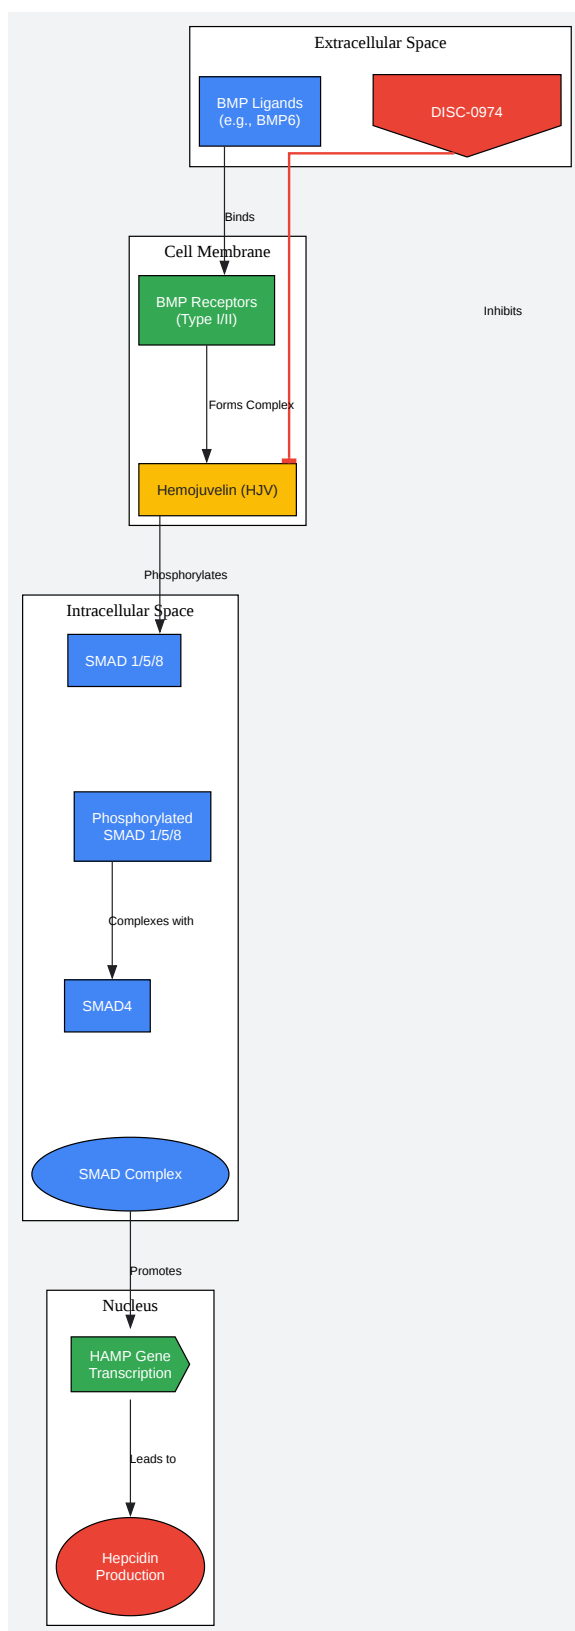 Extracellular Space
BMP Ligands
(e.g., BMP6)
DISC-0974
Binds
Cell Membrane
BMP Receptors
(Type I/II)
Inhibits
Forms Complex
Hemojuvelin (HJV)
Phosphorylates
Intracellular Space
SMAD 1/5/8
Phosphorylated
SMAD 1/5/8
Complexes with
SMAD4
SMAD Complex
Promotes
Nucleus
HAMP Gene
Transcription
Leads to
Hepcidin
Production